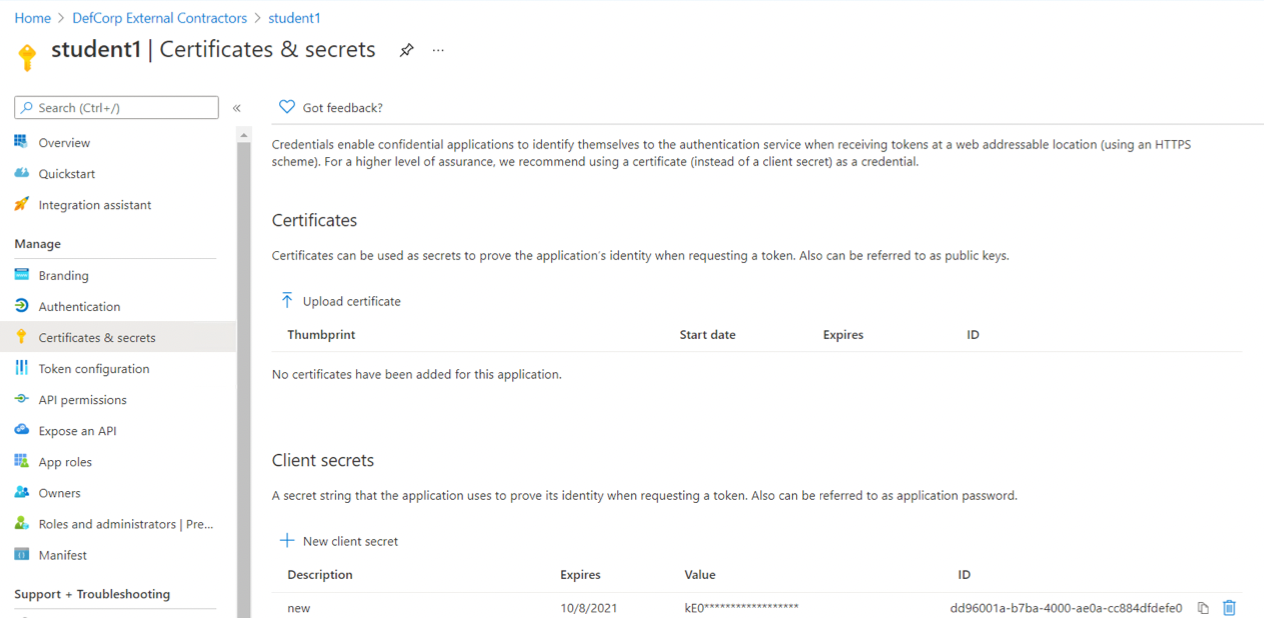 Home > DefCorp External Contractors > student1
student1 | Certificates & secrets ...
Search (Ctrl+/) «
Overview
Quickstart
Integration assistant
Manage
Branding
Authentication
Certificates & secrets
Token configuration
API permissions
Expose an API
App roles
Owners
Roles and administrators | Pre...
Manifest
Support + Troubleshooting
Got feedback?
Credentials enable confidential applications to identify themselves to the authentication service when receiving tokens at a web addressable location (using an HTTPS
scheme). For a higher level of assurance, we recommend using a certificate (instead of a client secret) as a credential.
Certificates
Certificates can be used as secrets to prove the application's identity when requesting a token. Also can be referred to as public keys.
Upload certificate
Thumbprint Start date Expires ID
No certificates have been added for this application.
Client secrets
A secret string that the application uses to prove its identity when requesting a token. Also can be referred to as application password.
New client secret
Description Expires Value ID
new 10/8/2021 kE0****************** dd96001a-b7ba-4000-ae0a-cc884dfdefe0